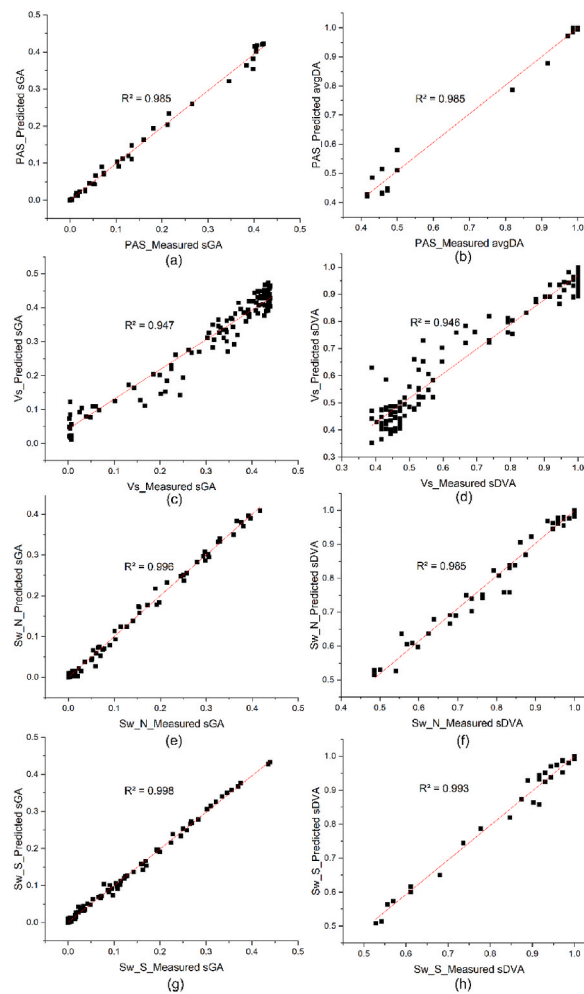 PAS_Predicted sGA
0.5
0.4
0.3
0.2
0.1
0.0
R² = 0.985
0.0 0.1 0.2 0.3 0.4 0.5
PAS_Measured sGA
(a)
PAS_Predicted avgDA
1.0
0.9
0.8
0.7
0.6
0.5
0.4
R² = 0.985
0.3 0.4 0.5 0.6 0.7 0.8 0.9 1.0
PAS_Measured avgDA
(b)
Vs_Predicted sGA
0.5
0.4
0.3
0.2
0.1
0.0
R² = 0.947
0.0 0.1 0.2 0.3 0.4 0.5
Vs_Measured sGA
(c)
Vs_Predicted sDVA
1.0
0.9
0.8
0.7
0.6
0.5
0.4
0.3
R² = 0.946
0.3 0.4 0.5 0.6 0.7 0.8 0.9 1.0
Vs_Measured sDVA
(d)
Sw_N_Predicted sGA
0.4
0.3
0.2
0.1
0.0
R² = 0.996
0.0 0.1 0.2 0.3 0.4 0.5
Sw_N_Measured sGA
(e)
Sw_N_Predicted sDVA
1.0
0.9
0.8
0.7
0.6
0.5
R² = 0.985
0.4 0.5 0.6 0.7 0.8 0.9 1.0
Sw_N_Measured sDVA
(f)
Sw_S_Predicted sGA
0.5
0.4
0.3
0.2
0.1
0.0
R² = 0.998
0.0 0.1 0.2 0.3 0.4 0.5
Sw_S_Measured sGA
(g)
Sw_S_Predicted sDVA
1.0
0.9
0.8
0.7
0.6
0.5
R² = 0.993
0.5 0.6 0.7 0.8 0.9 1.0
Sw_S_Measured sDVA
(h)